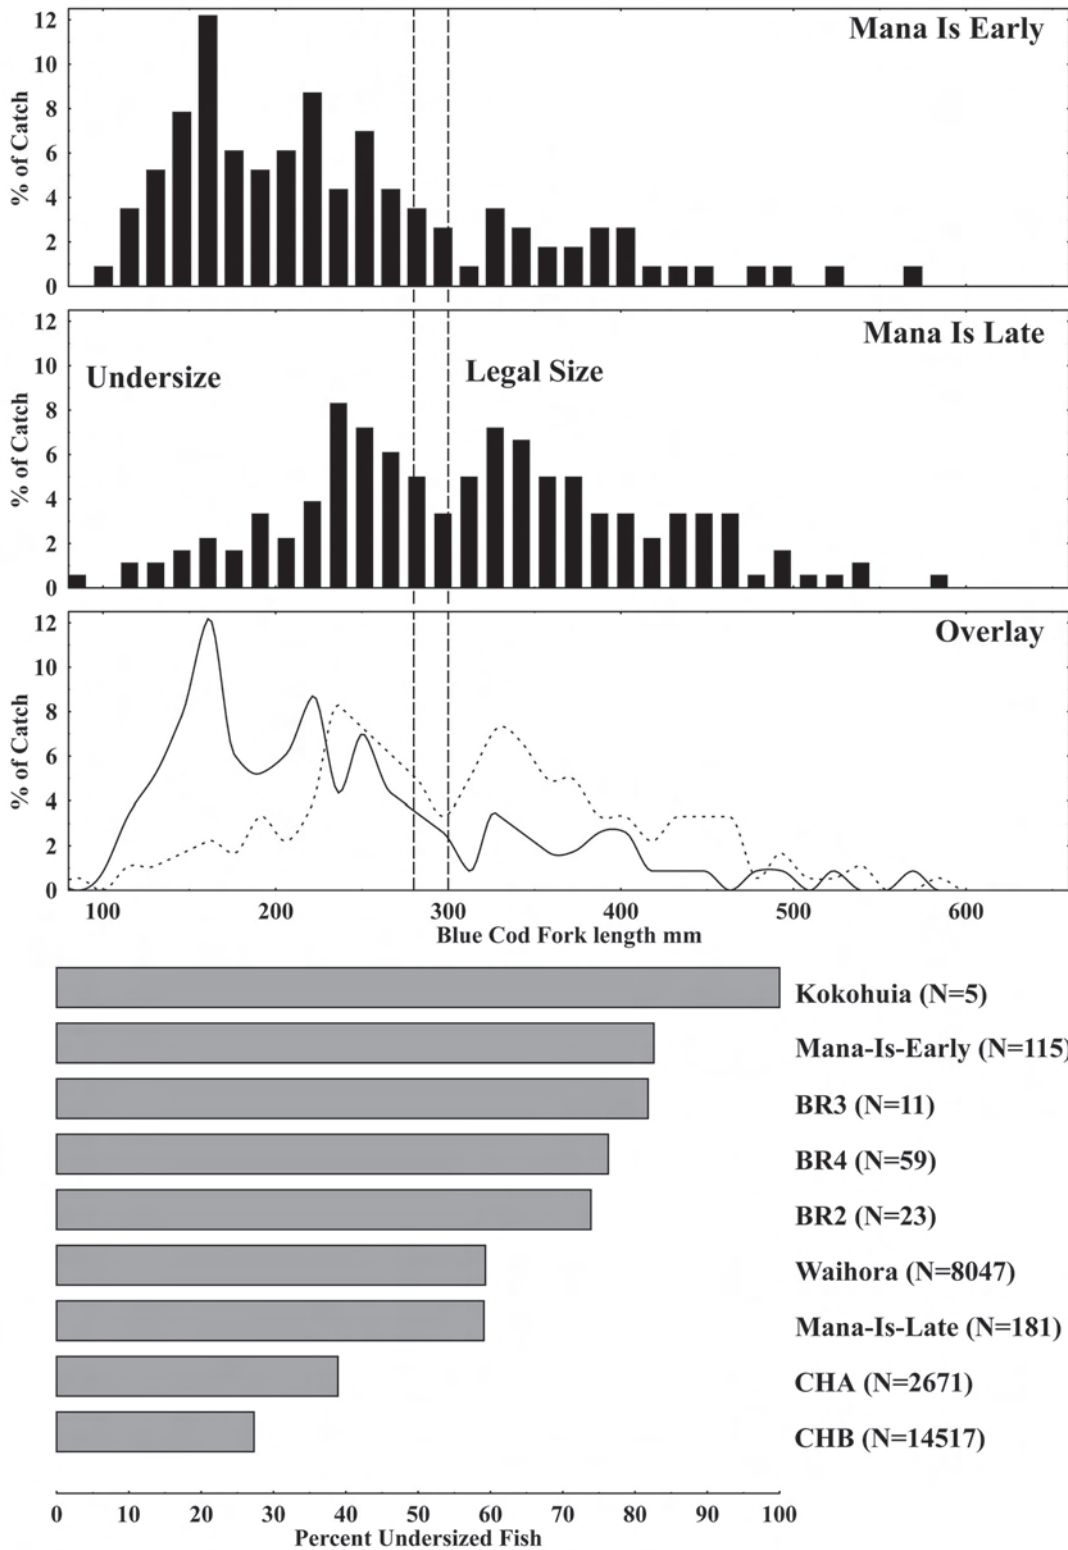 Mana Is Early
% of Catch
12
10
8
6
4
2
0
Mana Is Late
Undersize
Legal Size
% of Catch
12
10
8
6
4
2
0
Overlay
% of Catch
12
10
8
6
4
2
0
100 200 300 400 500 600
Blue Cod Fork length mm
Kokohuia (N=5)
Mana-Is-Early (N=115)
BR3 (N=11)
BR4 (N=59)
BR2 (N=23)
Waihora (N=8047)
Mana-Is-Late (N=181)
CHA (N=2671)
CHB (N=14517)
0 10 20 30 40 50 60 70 80 90 100
Percent Undersized Fish